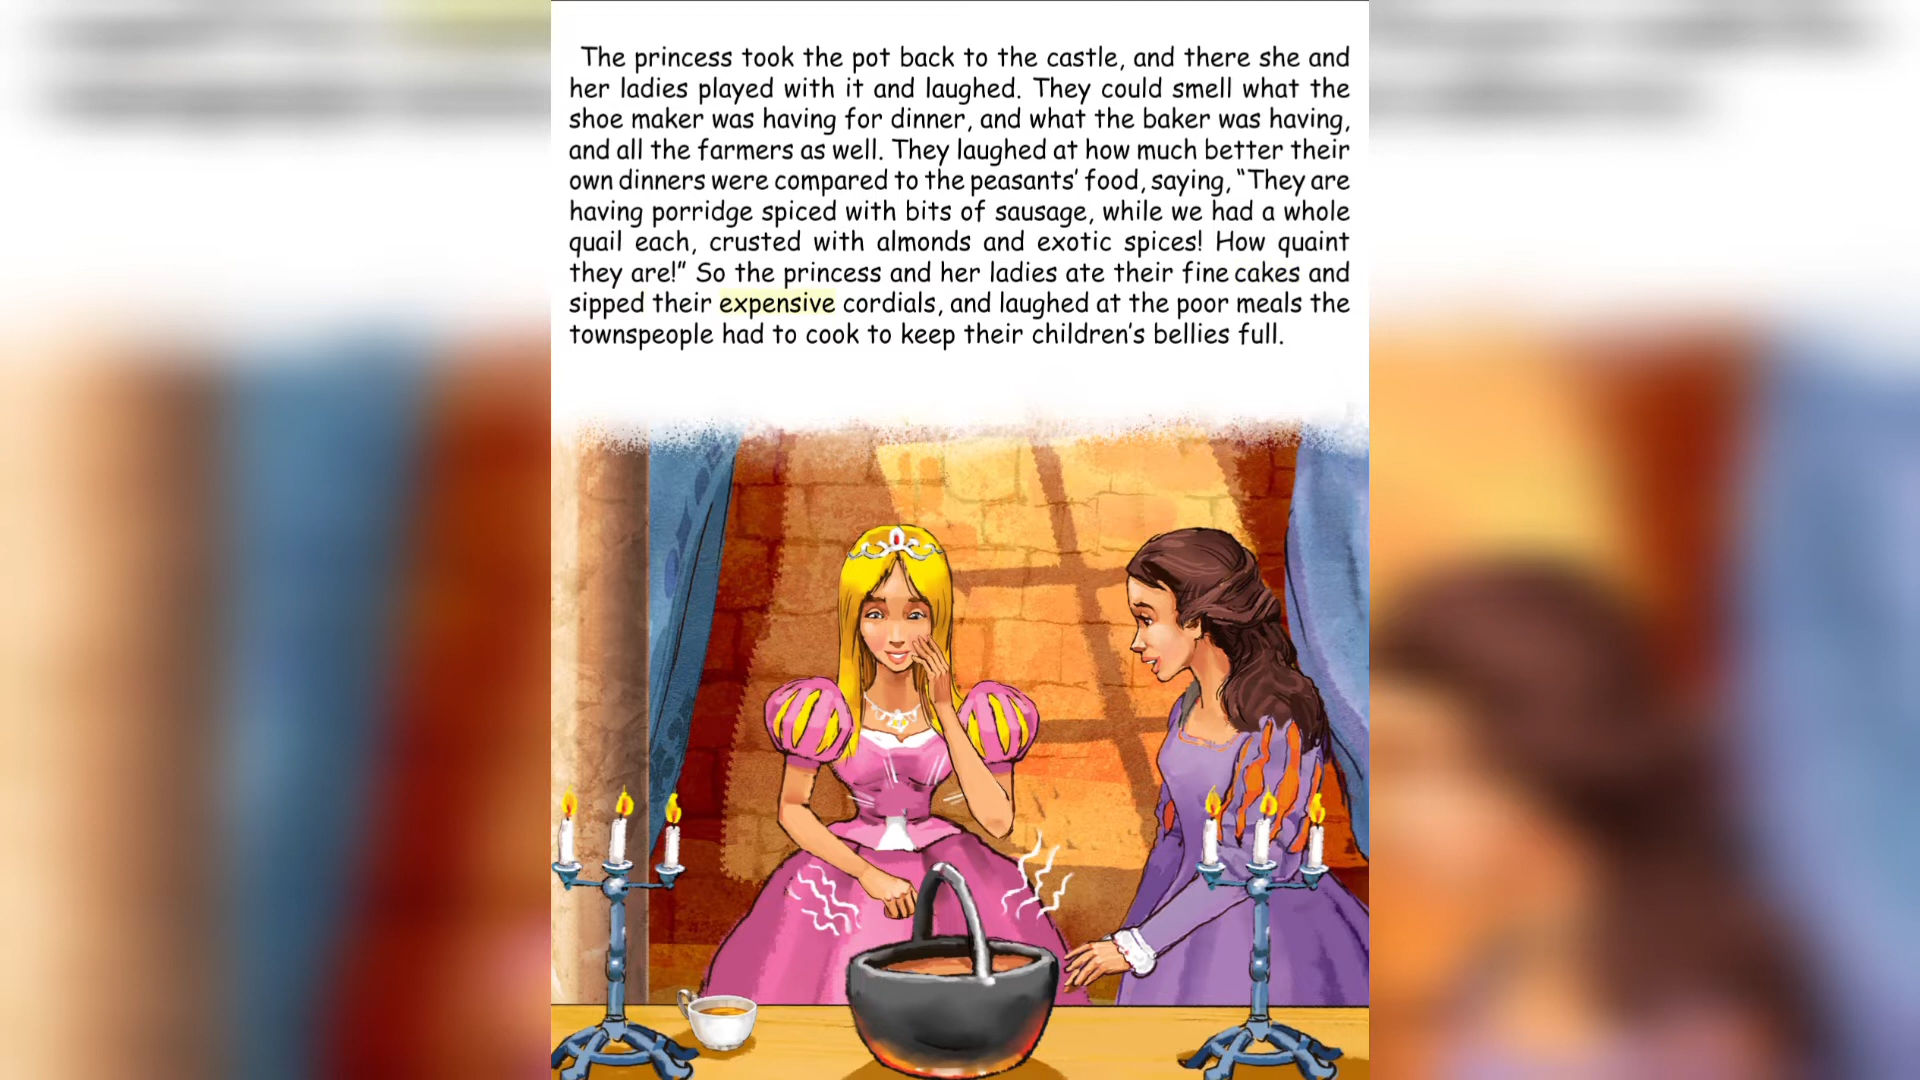 The princess took the pot back to the castle, and there she and
her ladies played with it and laughed. They could smell what the
shoe maker was having for dinner, and what the baker was having,
and all the farmers as well. They laughed at how much better their
own dinners were compared to the peasants’ food, saying, “They are
having porridge spiced with bits of sausage, while we had a whole
quail each, crusted with almonds and exotic spices! How quaint
they are!” So the princess and her ladies ate their fine cakes and
sipped their expensive cordials, and laughed at the poor meals the
townspeople had to cook to keep their children’s bellies full.